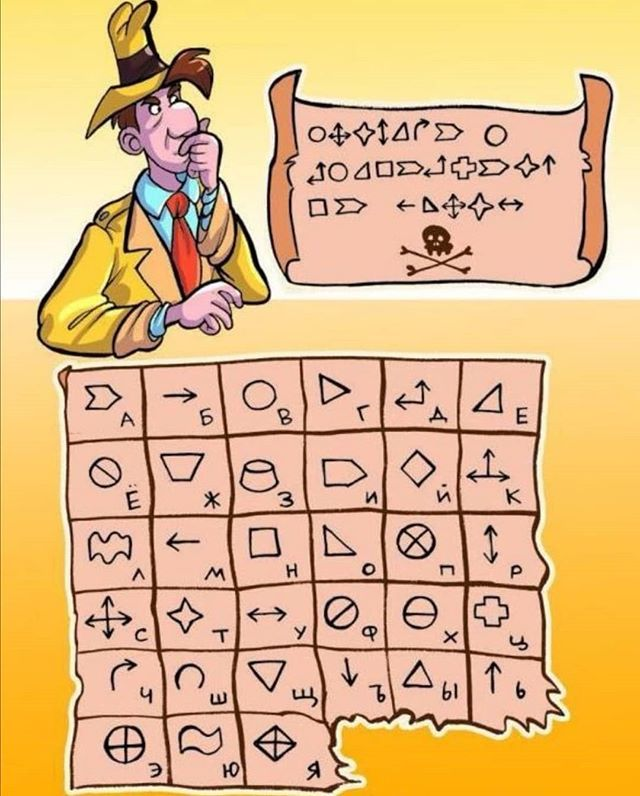 А Б В Г Д Е
Ё Ж З И Й К
Л М Н О П Р
С Т У Ф Х Ц
Ч Ш Щ Ъ Ы Ь
Э Ю Я